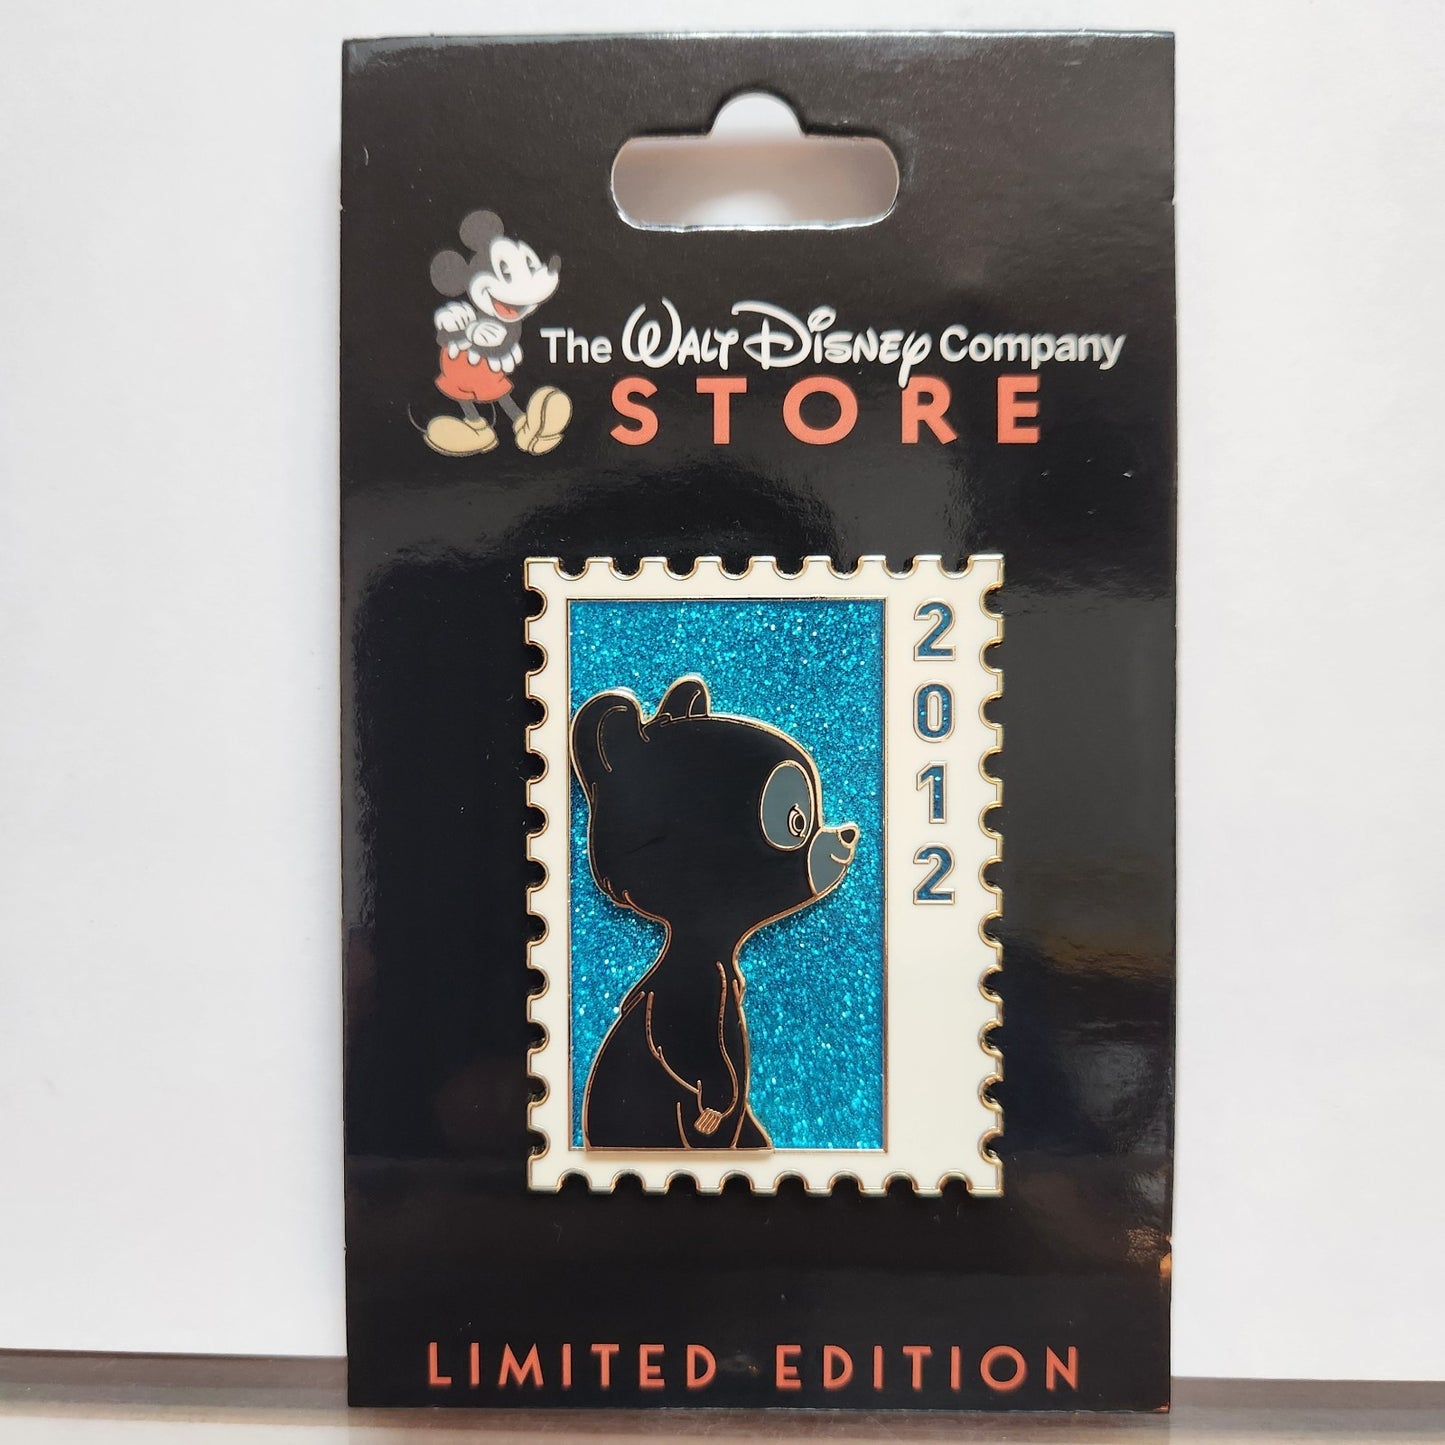 The WALT DISNEY Company
STORE
2012
LIMITED EDITION